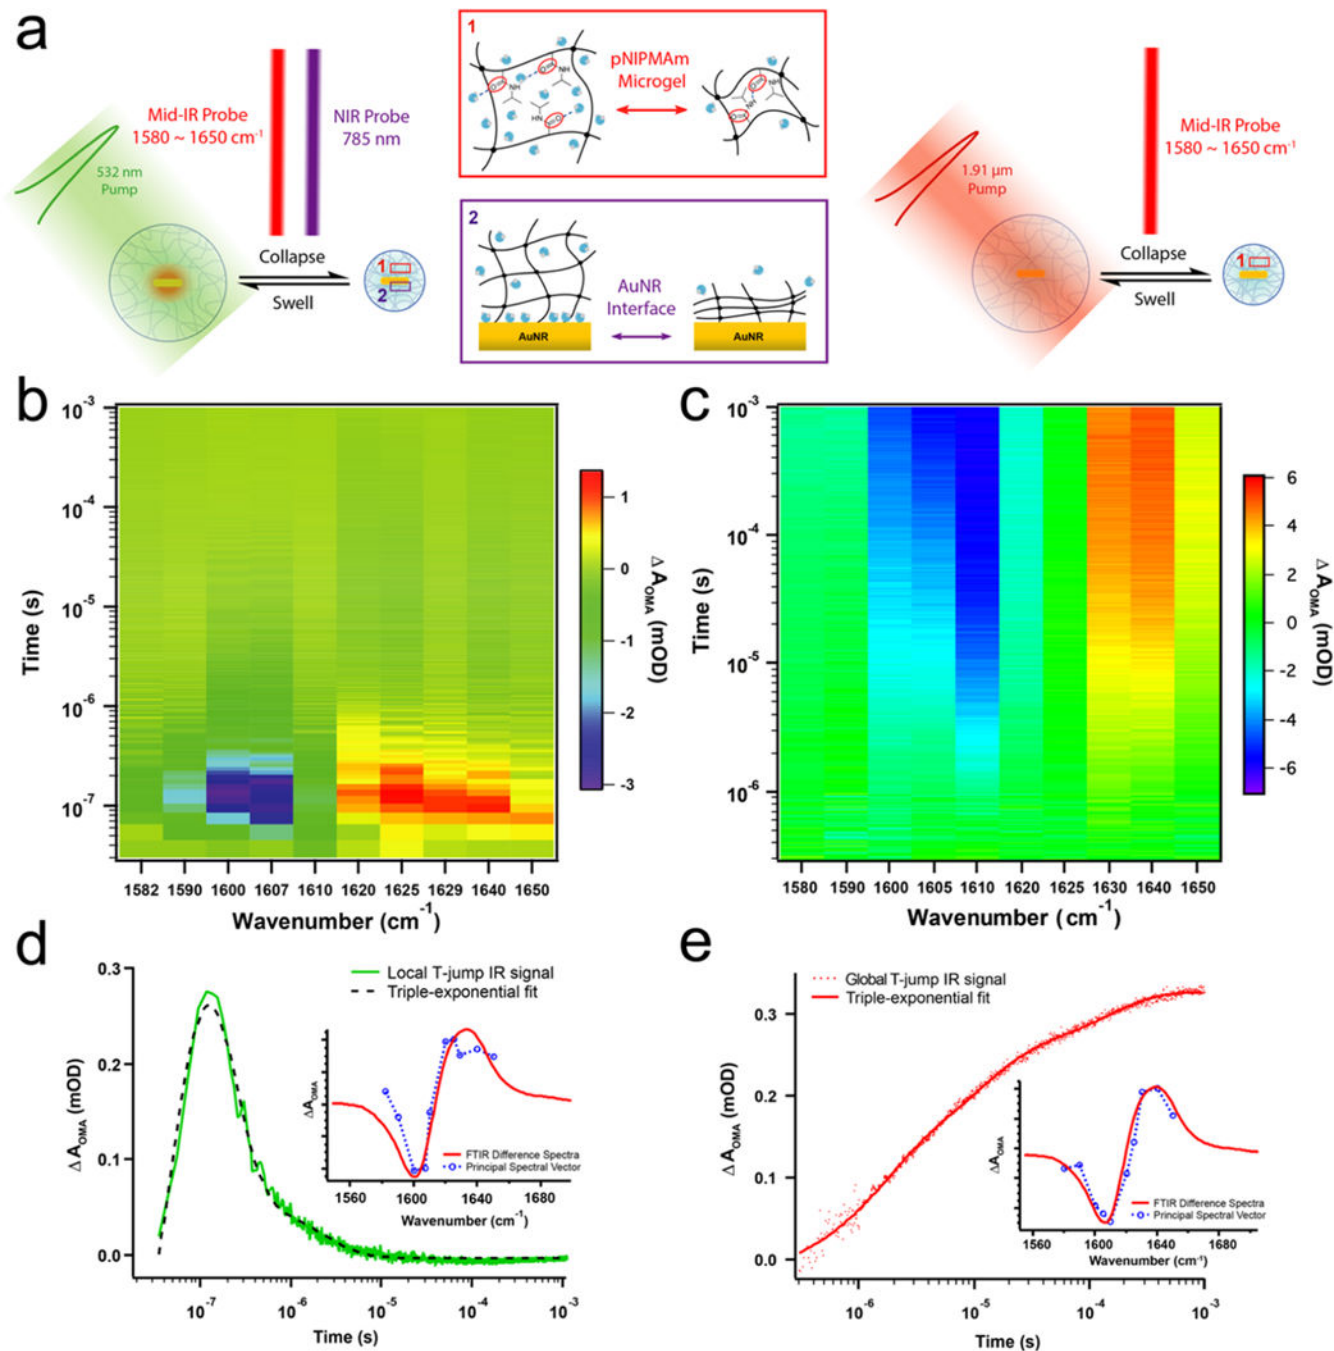 a
Mid-IR Probe
1580 ~ 1650 cm-1
NIR Probe
785 nm
532 nm
Pump
Collapse
Swell
1
2
1
pNIPMAm
Microgel
2
AuNR
Interface
AuNR
AuNR
Mid-IR Probe
1580 ~ 1650 cm-1
1.91 μm
Pump
Collapse
Swell
1
b
10-3
10-4
10-5
10-6
10-7
Time (s)
1582 1590 1600 1607 1610 1620 1625 1629 1640 1650
Wavenumber (cm-1)
1
0
-1
-2
-3
Δ AOMA (mOD)
c
10-3
10-4
10-5
10-6
Time (s)
1580 1590 1600 1605 1610 1620 1625 1630 1640 1650
Wavenumber (cm-1)
6
4
2
0
-2
-4
-6
Δ AOMA (mOD)
d
0.3
0.2
0.1
0.0
Δ AOMA (mOD)
Local T-jump IR signal
Triple-exponential fit
ΔAOMA
FTIR Difference Spectra
Principal Spectral Vector
1560 1600 1640 1680
Wavenumber (cm-1)
10-7 10-6 10-5 10-4 10-3
Time (s)
e
0.3
0.2
0.1
0.0
Δ AOMA (mOD)
Global T-jump IR signal
Triple-exponential fit
ΔAOMA
FTIR Difference Spectra
Principal Spectral Vector
1560 1600 1640 1680
Wavenumber (cm-1)
10-6 10-5 10-4 10-3
Time (s)